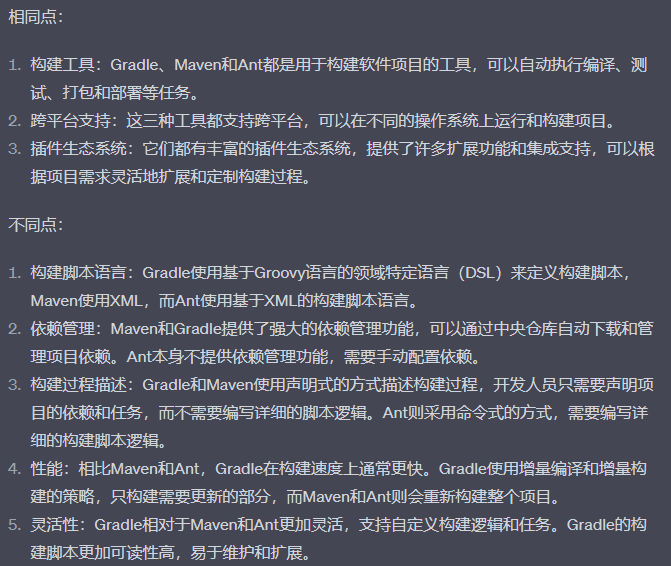 相同点：
1. 构建工具：Gradle、Maven和Ant都是用于构建软件项目的工具，可以自动执行编译、测
试、打包和部署等任务。
2. 跨平台支持：这三种工具都支持跨平台，可以在不同的操作系统上运行和构建项目。
3. 插件生态系统：它们都有丰富的插件生态系统，提供了许多扩展功能和集成支持，可以根
据项目需求灵活地扩展和定制构建过程。
不同点：
1. 构建脚本语言：Gradle使用基于Groovy语言的领域特定语言（DSL）来定义构建脚本，
Maven使用XML，而Ant使用基于XML的构建脚本语言。
2. 依赖管理：Maven和Gradle提供了强大的依赖管理功能，可以通过中央仓库自动下载和管
理项目依赖。Ant本身不提供依赖管理功能，需要手动配置依赖。
3. 构建过程描述：Gradle和Maven使用声明式的方式描述构建过程，开发人员只需要声明项
目的依赖和任务，而不需要编写详细的脚本逻辑。Ant则采用命令式的方式，需要编写详
细的构建脚本逻辑。
4. 性能：相比Maven和Ant，Gradle在构建速度上通常更快。Gradle使用增量编译和增量构
建的策略，只构建需要更新的部分，而Maven和Ant则会重新构建整个项目。
5. 灵活性：Gradle相对于Maven和Ant更加灵活，支持自定义构建逻辑和任务。Gradle的构
建脚本更加可读性高，易于维护和扩展。